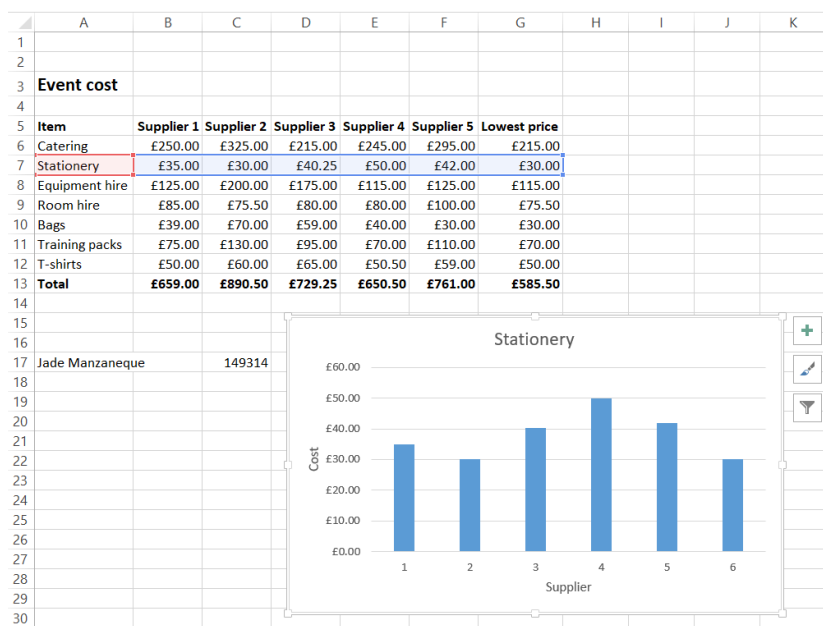 A B C D E F G H I J K
1
2
3 Event cost
4
5 Item Supplier 1 Supplier 2 Supplier 3 Supplier 4 Supplier 5 Lowest price
6 Catering £250.00 £325.00 £215.00 £245.00 £295.00 £215.00
7 Stationery £35.00 £30.00 £40.25 £50.00 £42.00 £30.00
8 Equipment hire £125.00 £200.00 £175.00 £115.00 £125.00 £115.00
9 Room hire £85.00 £75.50 £80.00 £80.00 £100.00 £75.50
10 Bags £39.00 £70.00 £59.00 £40.00 £30.00 £30.00
11 Training packs £75.00 £130.00 £95.00 £70.00 £110.00 £70.00
12 T-shirts £50.00 £60.00 £65.00 £50.50 £59.00 £50.00
13 Total £659.00 £890.50 £729.25 £650.50 £761.00 £585.50
14
15
16
17 Jade Manzaneque 149314
18
19
20
21
22
23
24
25
26
27
28
29
30
Stationery
£60.00
£50.00
£40.00
£30.00
£20.00
£10.00
£0.00
Cost
1 2 3 4 5 6
Supplier